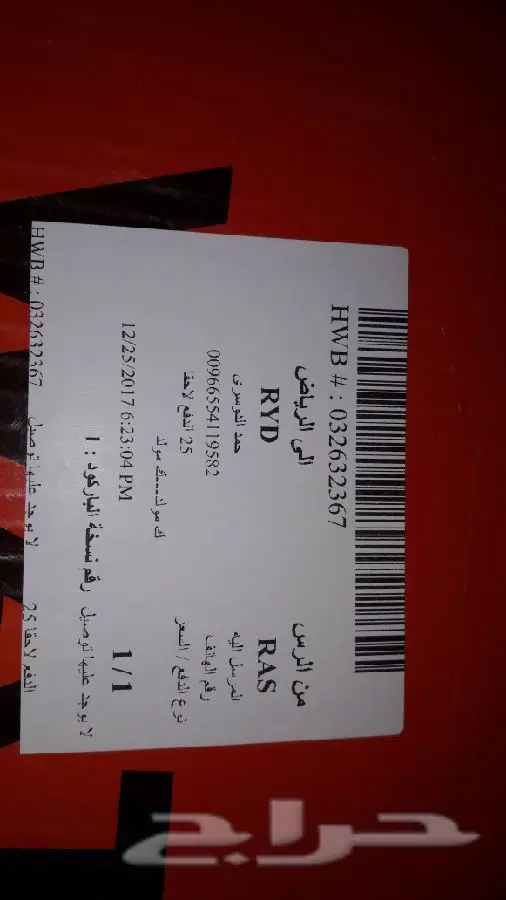 HWB # : 032632367
من الرس الى الرياض
RAS RYD
المرسل اليه حمد الدوسري
رقم الهاتف 00966554119582
نوع الدفع / السعر 25 الدفع لاحقا
12/25/2017 6:23:04 PM
1/1
لا يوجد عليها توصيل رقم نسخة الباركود : 1
HWB # : 032632367 لا يوجد عليها توصيل الدفع لاحقا 25
حراج